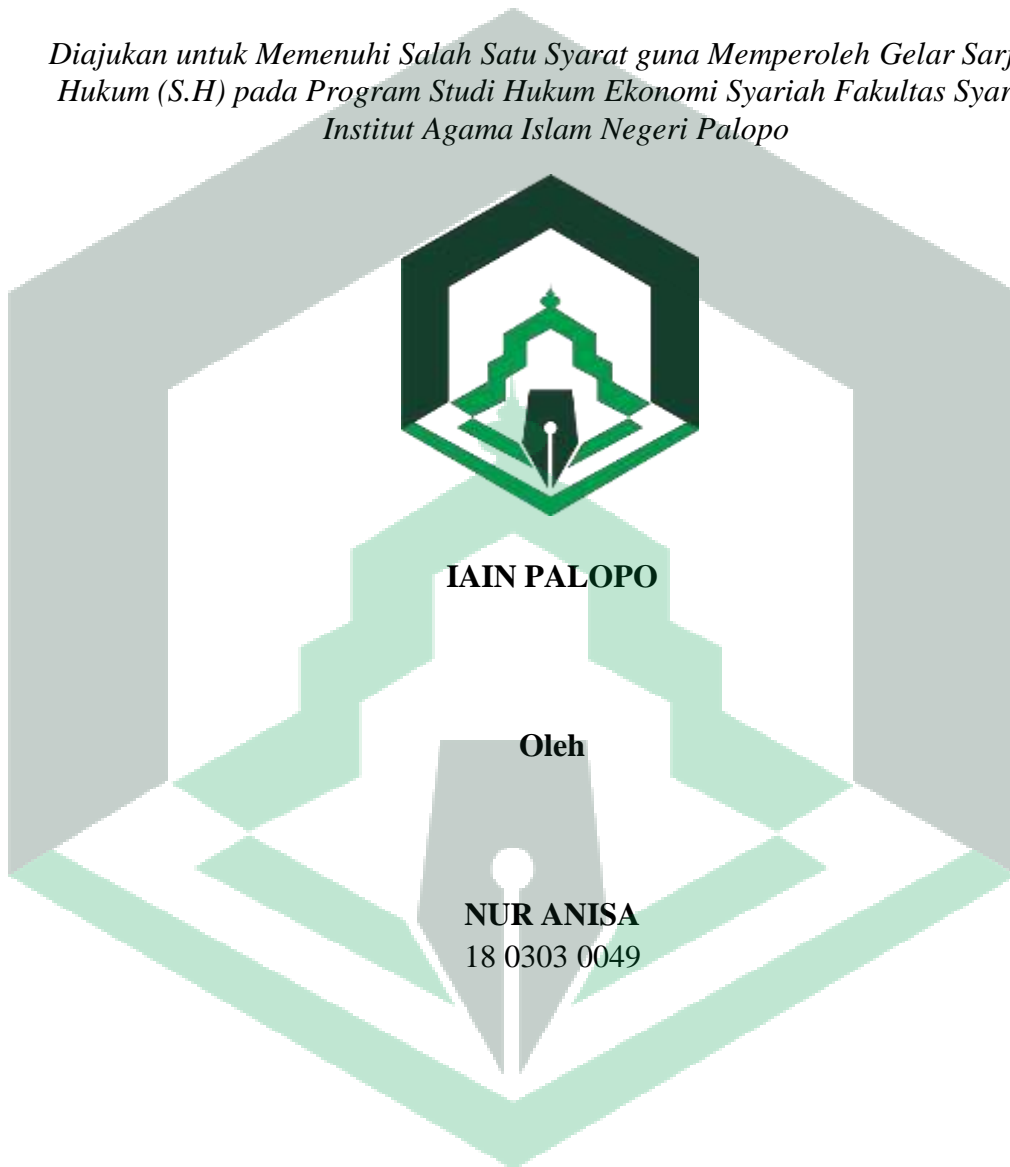 Diajukan untuk Memenuhi Salah Satu Syarat guna Memperoleh Gelar
Hukum (S.H) pada Program Studi Hukum Ekonomi Syariah Fakultas
Institut Agama Islam Negeri Palopo
IAIN PALOPO
Oleh
NUR ANISA
18 0303 0049